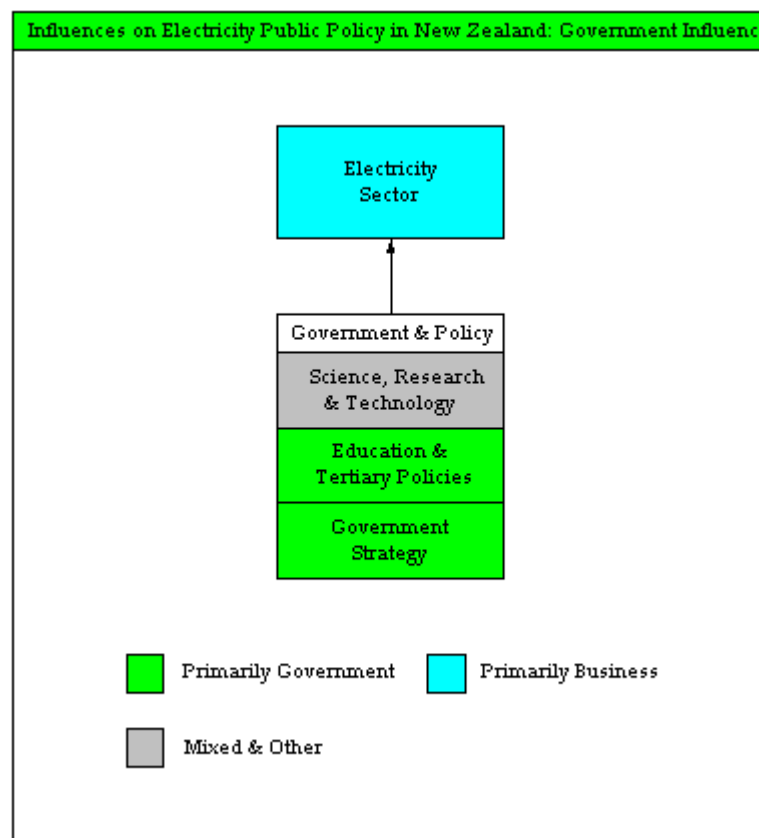 Influences on Electricity Public Policy in New Zealand: Government Influenc
Electricity
Sector
Government & Policy
Science, Research
& Technology
Education &
Tertiary Policies
Government
Strategy
Primarily Government
Primarily Business
Mixed & Other